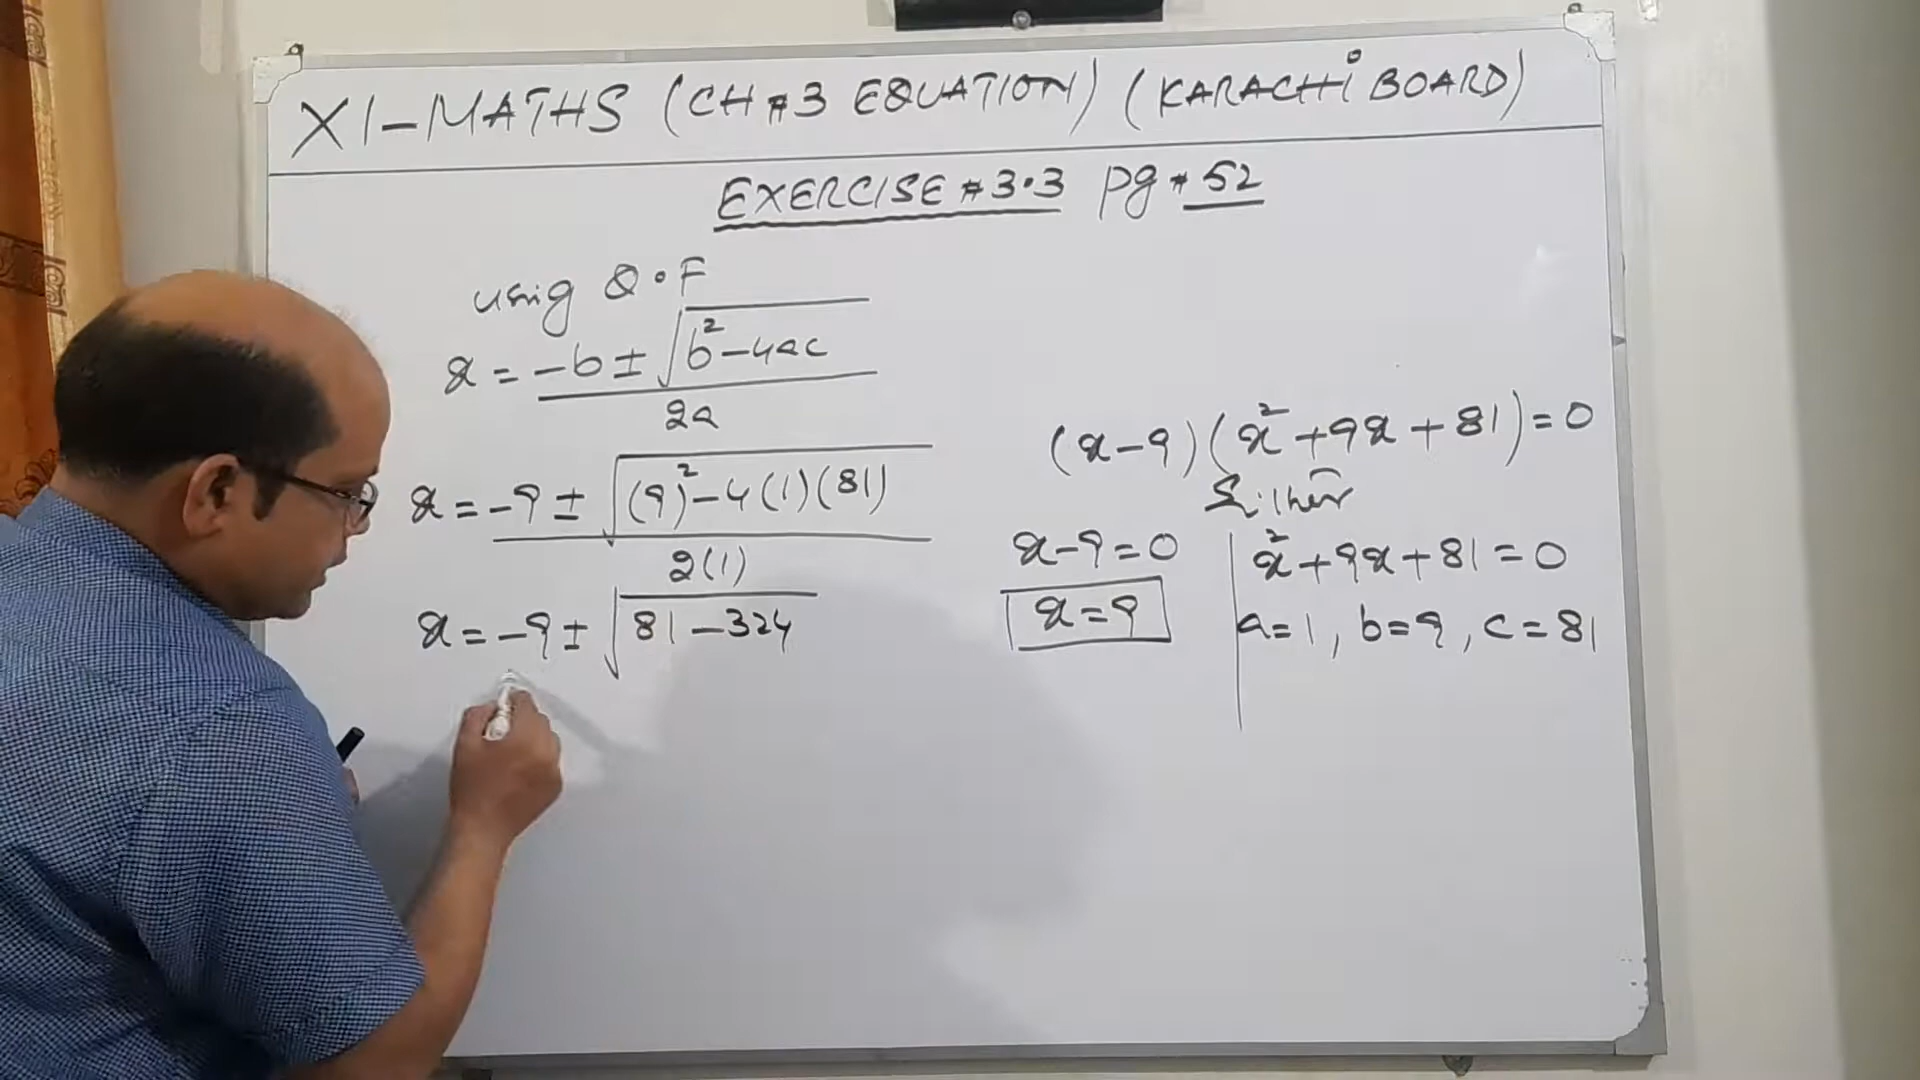 XI-MATHS (CH#3 EQUATION) (KARACHi BOARD)
EXERCISE #3.3 pg#52
using Q.F
x = -b ± √(b² - 4ac)
2a
x = -9 ± √((9)² - 4(1)(81))
2(1)
x = -9 ± √(81 - 324)
(x-9)(x²+9x+81)=0
Either
x-9=0
x=9
x²+9x+81=0
a=1, b=9, c=81